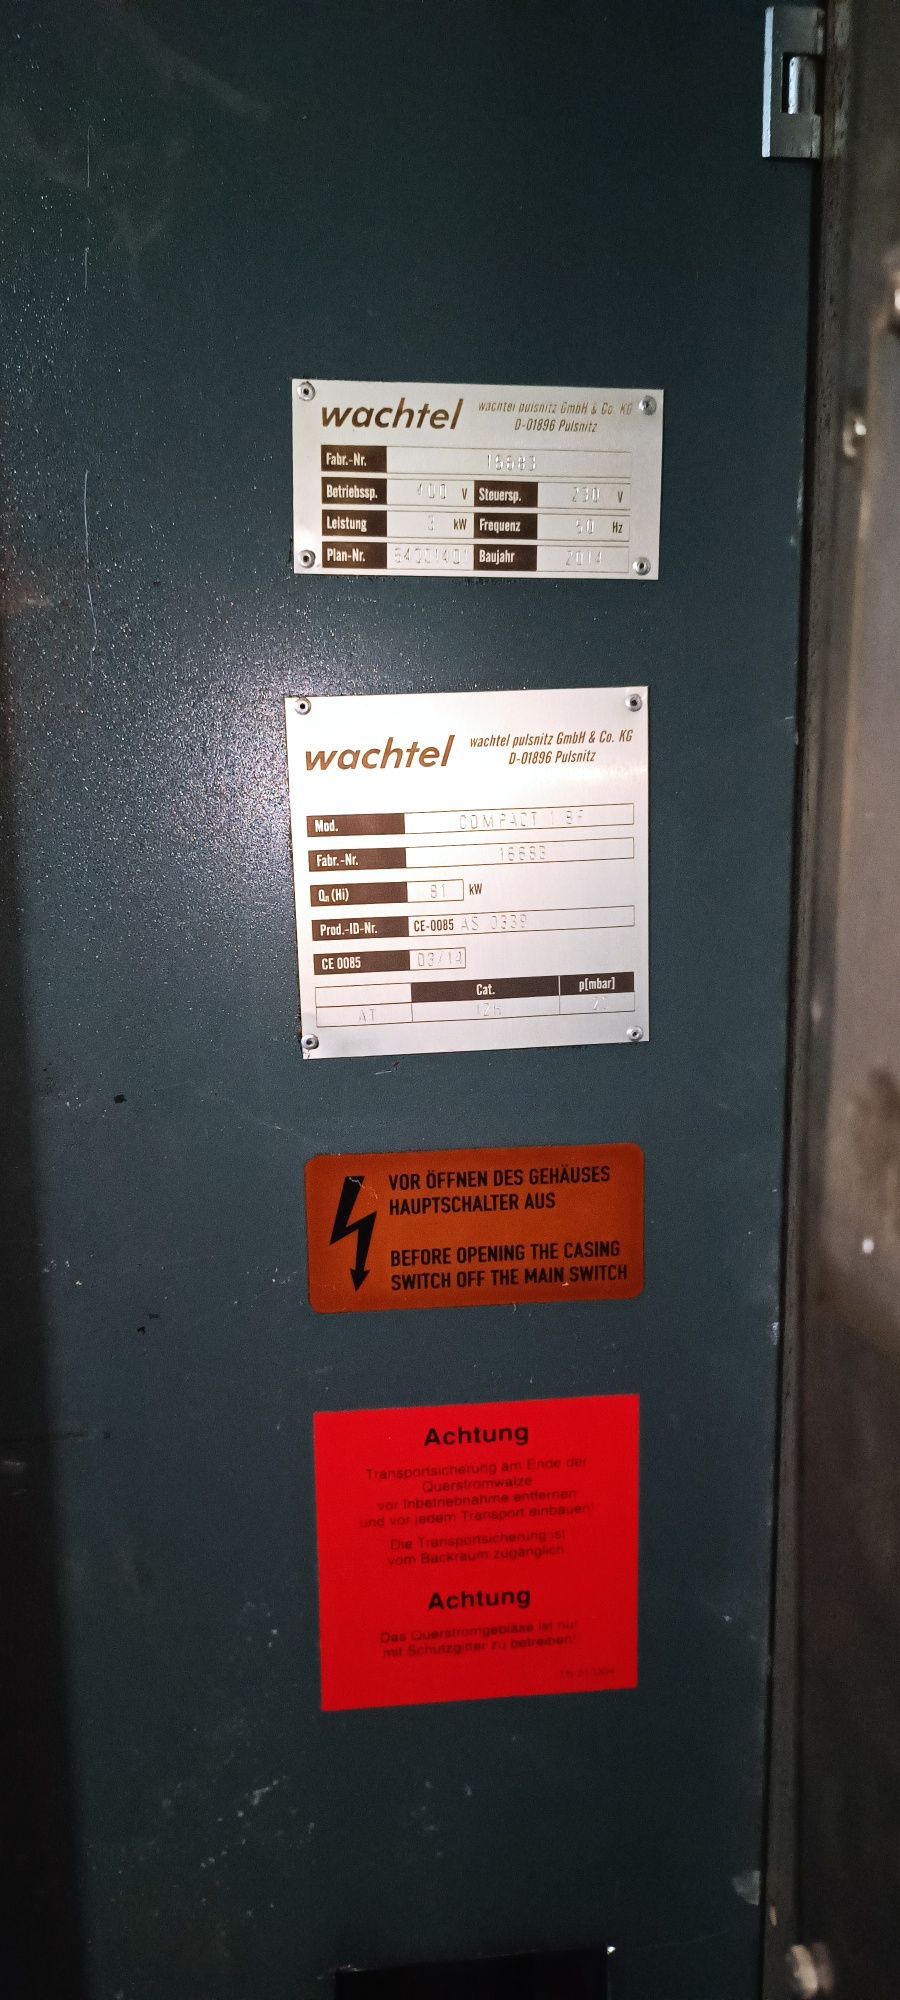 wachtel
wachtel pulsnitz GmbH & Co. KG
D-01896 Pulsnitz
Fabr.-Nr. 16683
Betriebssp. 400 V Steuersp. 230 V
Leistung 3 kW Frequenz 50 Hz
Plan-Nr. Baujahr 2014
wachtel
wachtel pulsnitz GmbH & Co. KG
D-01896 Pulsnitz
Mod. COMPACT 1.8F
Fabr.-Nr. 16683
Qn (Hi) 81 kW
Prod.-ID-Nr. CE-0085 AS 0339
CE 0085 03/14
Cat. p[mbar]
AT I2H 20
VOR ÖFFNEN DES GEHÄUSES
HAUPTSCHALTER AUS
BEFORE OPENING THE CASING
SWITCH OFF THE MAIN SWITCH
Achtung
Transportsicherung am Ende der
Querstromwalze
vor Inbetriebnahme entfernen
und vor jedem Transport einbauen!
Die Transportsicherung ist
vom Backraum zugänglich.
Achtung
Das Querstromgebläse ist nur
mit Schutzgitter zu betreiben!